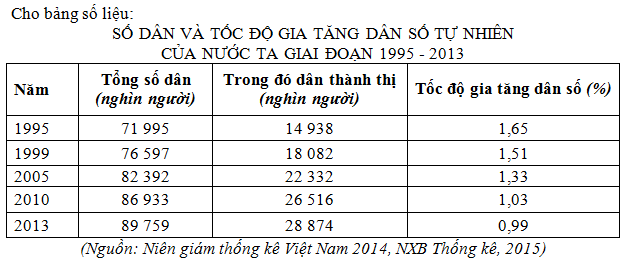 Cho bảng số liệu:
SỐ DÂN VÀ TỐC ĐỘ GIA TĂNG DÂN SỐ TỰ NHIÊN
CỦA NƯỚC TA GIAI ĐOẠN 1995 - 2013
Năm Tổng số dân (nghìn người) Trong đó dân thành thị (nghìn người) Tốc độ gia tăng dân số (%)
1995 71 995 14 938 1,65
1999 76 597 18 082 1,51
2005 82 392 22 332 1,33
2010 86 933 26 516 1,03
2013 89 759 28 874 0,99
(Nguồn: Niên giám thống kê Việt Nam 2014, NXB Thống kê, 2015)